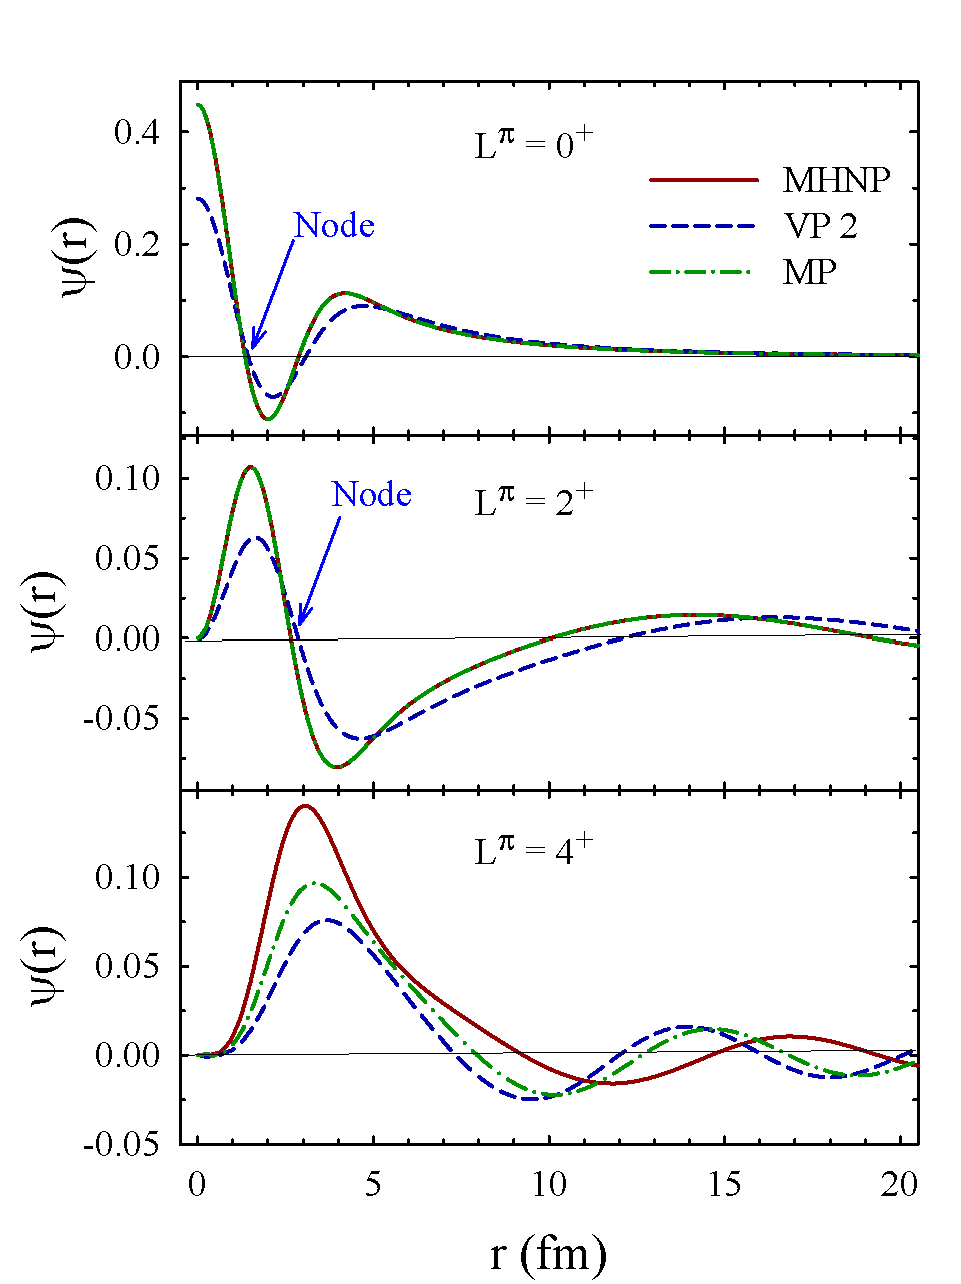 L^π = 0^+
MHNP
VP 2
MP
Node
0.4
0.2
0.0
ψ(r)
L^π = 2^+
Node
0.10
0.05
0.00
-0.05
ψ(r)
L^π = 4^+
0.10
0.05
0.00
-0.05
ψ(r)
0 5 10 15 20
r (fm)